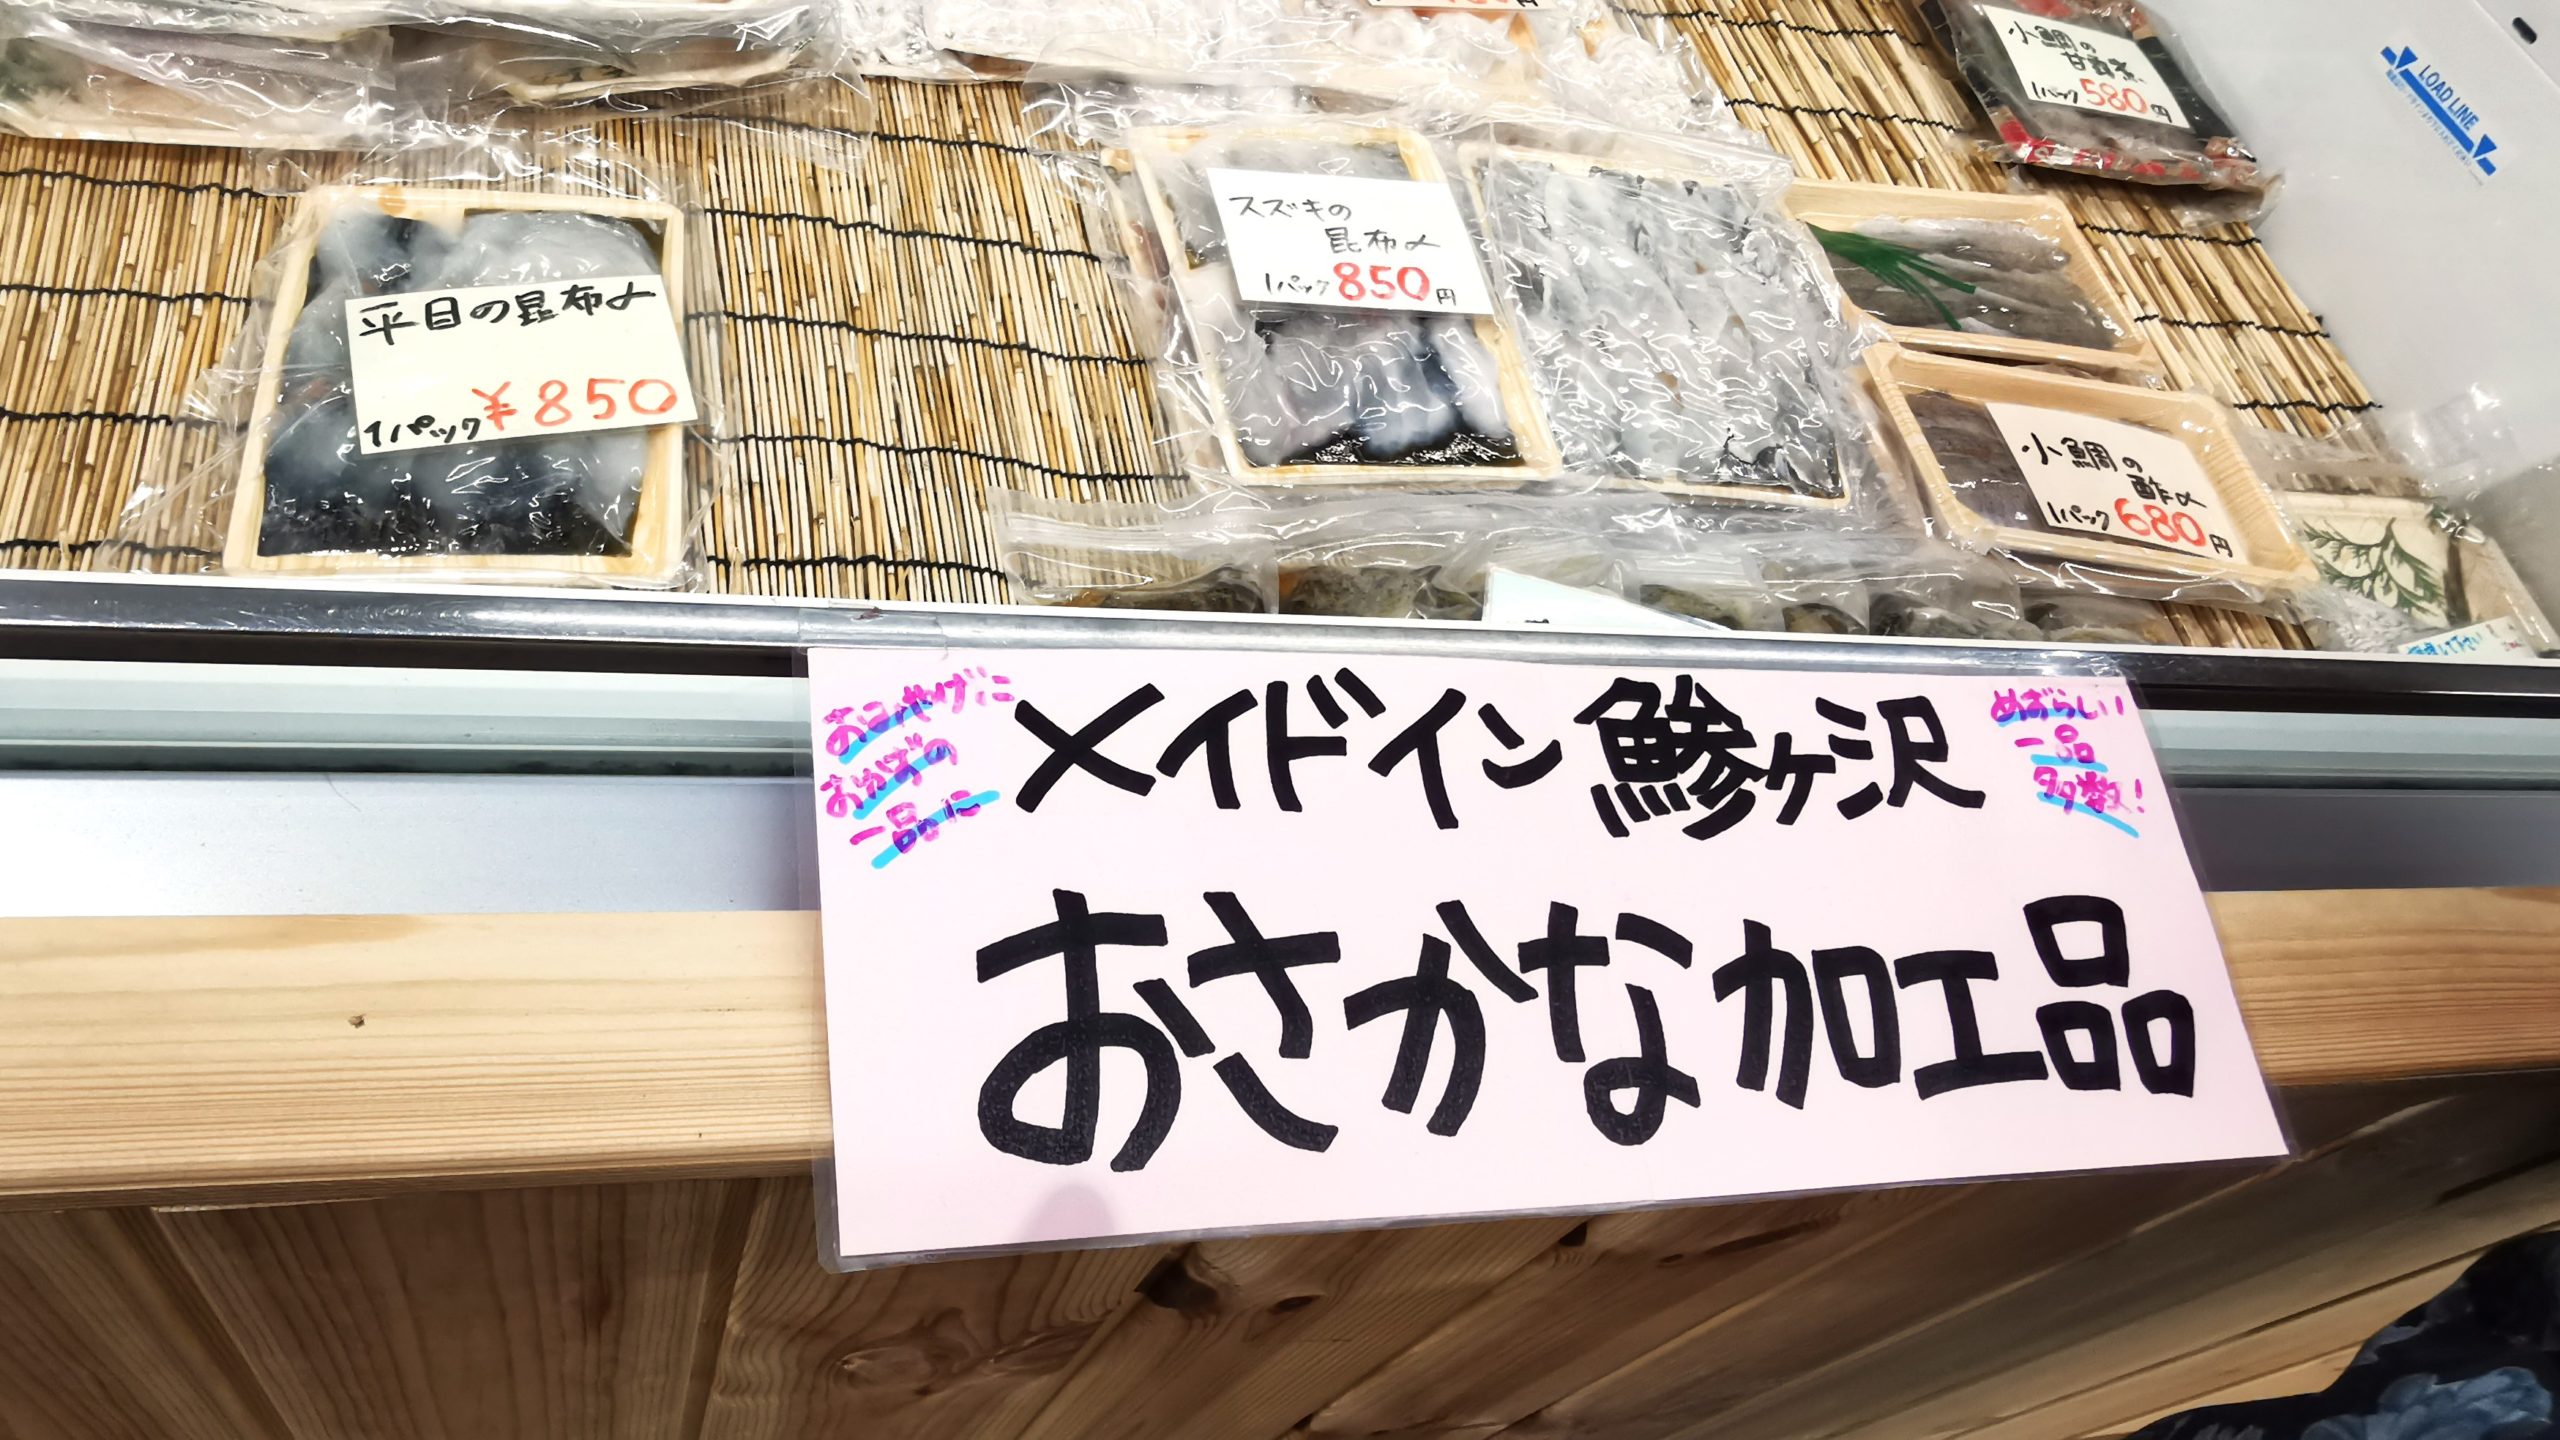 小鯛の
甘露煮
1パック580円
LOAD LINE
スズキの
昆布〆
1パック850円
平目の昆布〆
1パック¥850
小鯛の
酢〆
1パック680円
おみやげに
おかずの
一品に
メイドイン鰺ヶ沢
めずらしい
一品
多数!
おさかな加工品